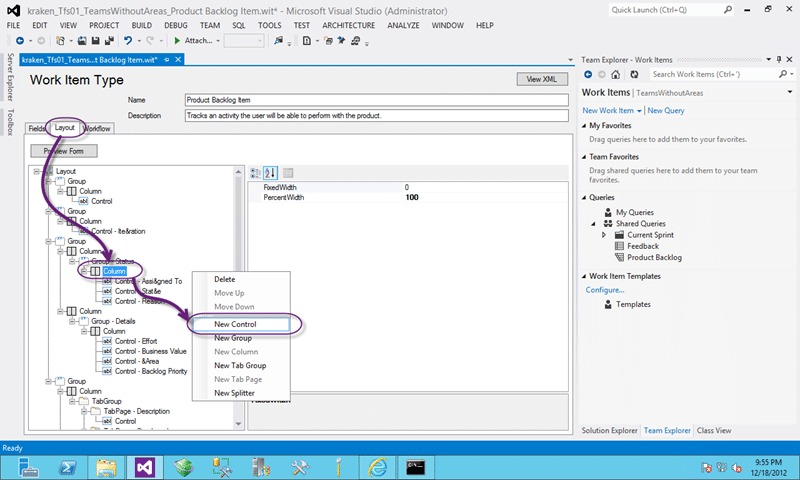 kraken_Tfs01_TeamsWithoutAreas_Product Backlog Item.wit* - Microsoft Visual Studio (Administrator)
Quick Launch (Ctrl+Q)
FILE EDIT VIEW PROJECT BUILD DEBUG TEAM SQL TOOLS TEST ARCHITECTURE ANALYZE WINDOW HELP
Attach...
Server Explorer
Toolbox
kraken_Tfs01_Teams...t Backlog Item.wit*
Work Item Type
View XML
Name
Product Backlog Item
Description
Tracks an activity the user will be able to perform with the product.
Fields
Layout
Workflow
Preview Form
Layout
Group
Column
Control
Group
Column
Control - Ite&ration
Group
Column
Group - Status
Column
Control - Assi&gned To
Control - Stat&e
Control - Reason
Column
Group - Details
Column
Control - Effort
Control - Business Value
Control - &Area
Control - Backlog Priority
Group
Column
TabGroup
TabPage - Description
Control
FixedWidth 0
PercentWidth 100
Delete
Move Up
Move Down
New Control
New Group
New Column
New Tab Group
New Tab Page
New Splitter
FixedWidth
Team Explorer - Work Items
Search Work Items (Ctrl+')
Work Items | TeamsWithoutAreas
New Work Item | New Query
My Favorites
Drag queries here to add them to your favorites.
Team Favorites
Drag shared queries here to add them to your team
favorites.
Queries
My Queries
Shared Queries
Current Sprint
Feedback
Product Backlog
Work Item Templates
Configure...
Templates
Solution Explorer Team Explorer Class View
Ready
9:55 PM
12/18/2012